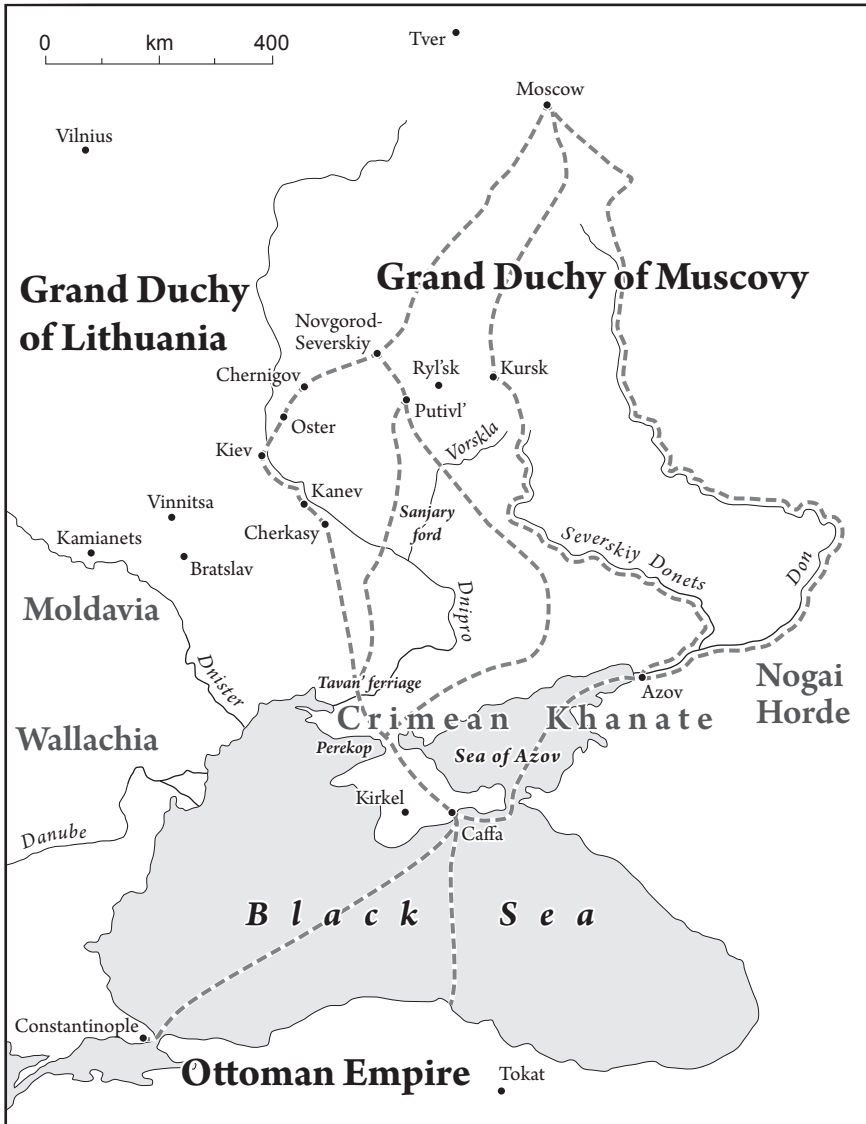 Tver
0 km 400
Moscow
Vilnius
Grand Duchy
of Lithuania
Grand Duchy of Muscovy
Novgorod-
Severskiy
Chernigov
Ryl'sk
Kursk
Putivl'
Oster
Vorskla
Kiev
Kanev
Vinnitsa
Sanjary
ford
Cherkasy
Kamianets
Bratslav
Severskiy Donets
Don
Moldavia
Dnipro
Dnister
Tavan' ferriage
Azov
Nogai
Horde
Crimean Khanate
Wallachia
Perekop
Sea of Azov
Kirkel
Caffa
Danube
Black Sea
Constantinople
Ottoman Empire
Tokat